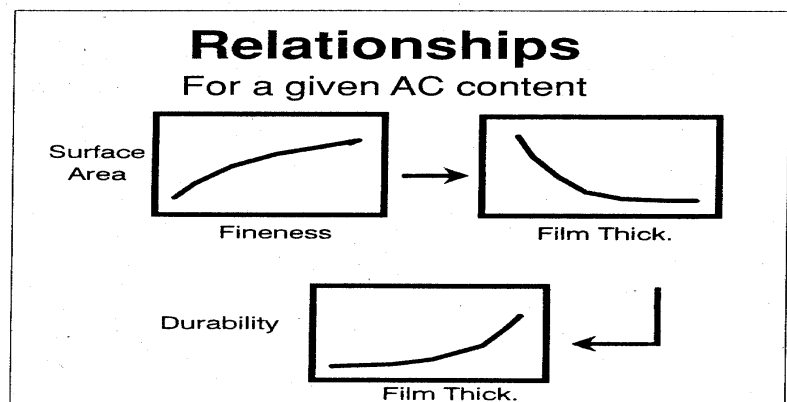 Relationships
For a given AC content
Surface
Area
Fineness
Film Thick.
Durability
Film Thick.